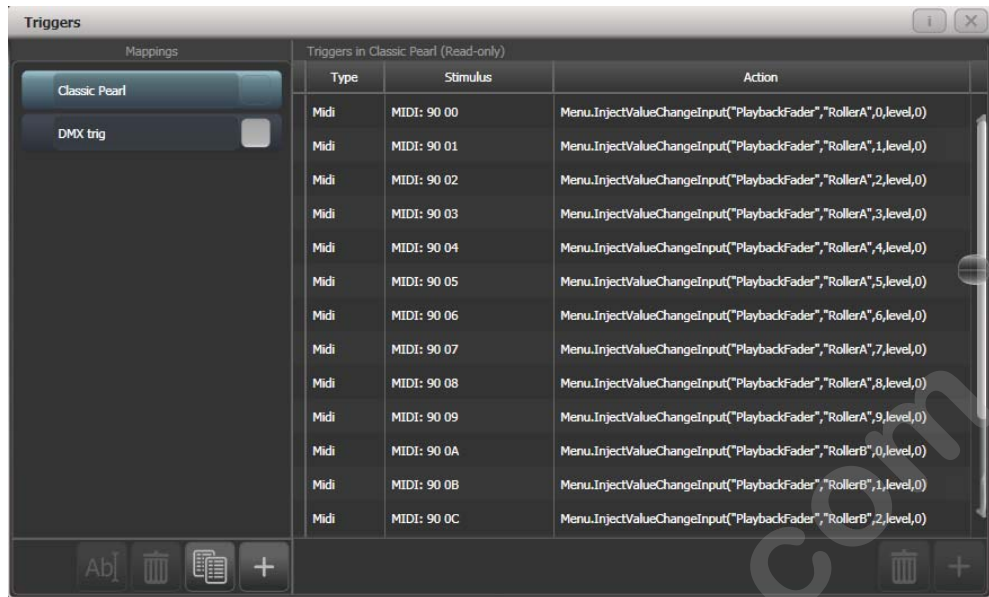 Triggers
i
Mappings
Triggers in Classic Pearl (Read-only)
Type Stimulus Action
Classic Pearl
DMX trig
Midi MIDI: 90 00 Menu.InjectValueChangeInput("PlaybackFader","RollerA",0,level,0)
Midi MIDI: 90 01 Menu.InjectValueChangeInput("PlaybackFader","RollerA",1,level,0)
Midi MIDI: 90 02 Menu.InjectValueChangeInput("PlaybackFader","RollerA",2,level,0)
Midi MIDI: 90 03 Menu.InjectValueChangeInput("PlaybackFader","RollerA",3,level,0)
Midi MIDI: 90 04 Menu.InjectValueChangeInput("PlaybackFader","RollerA",4,level,0)
Midi MIDI: 90 05 Menu.InjectValueChangeInput("PlaybackFader","RollerA",5,level,0)
Midi MIDI: 90 06 Menu.InjectValueChangeInput("PlaybackFader","RollerA",6,level,0)
Midi MIDI: 90 07 Menu.InjectValueChangeInput("PlaybackFader","RollerA",7,level,0)
Midi MIDI: 90 08 Menu.InjectValueChangeInput("PlaybackFader","RollerA",8,level,0)
Midi MIDI: 90 09 Menu.InjectValueChangeInput("PlaybackFader","RollerA",9,level,0)
Midi MIDI: 90 0A Menu.InjectValueChangeInput("PlaybackFader","RollerB",0,level,0)
Midi MIDI: 90 0B Menu.InjectValueChangeInput("PlaybackFader","RollerB",1,level,0)
Midi MIDI: 90 0C Menu.InjectValueChangeInput("PlaybackFader","RollerB",2,level,0)
Ab
com